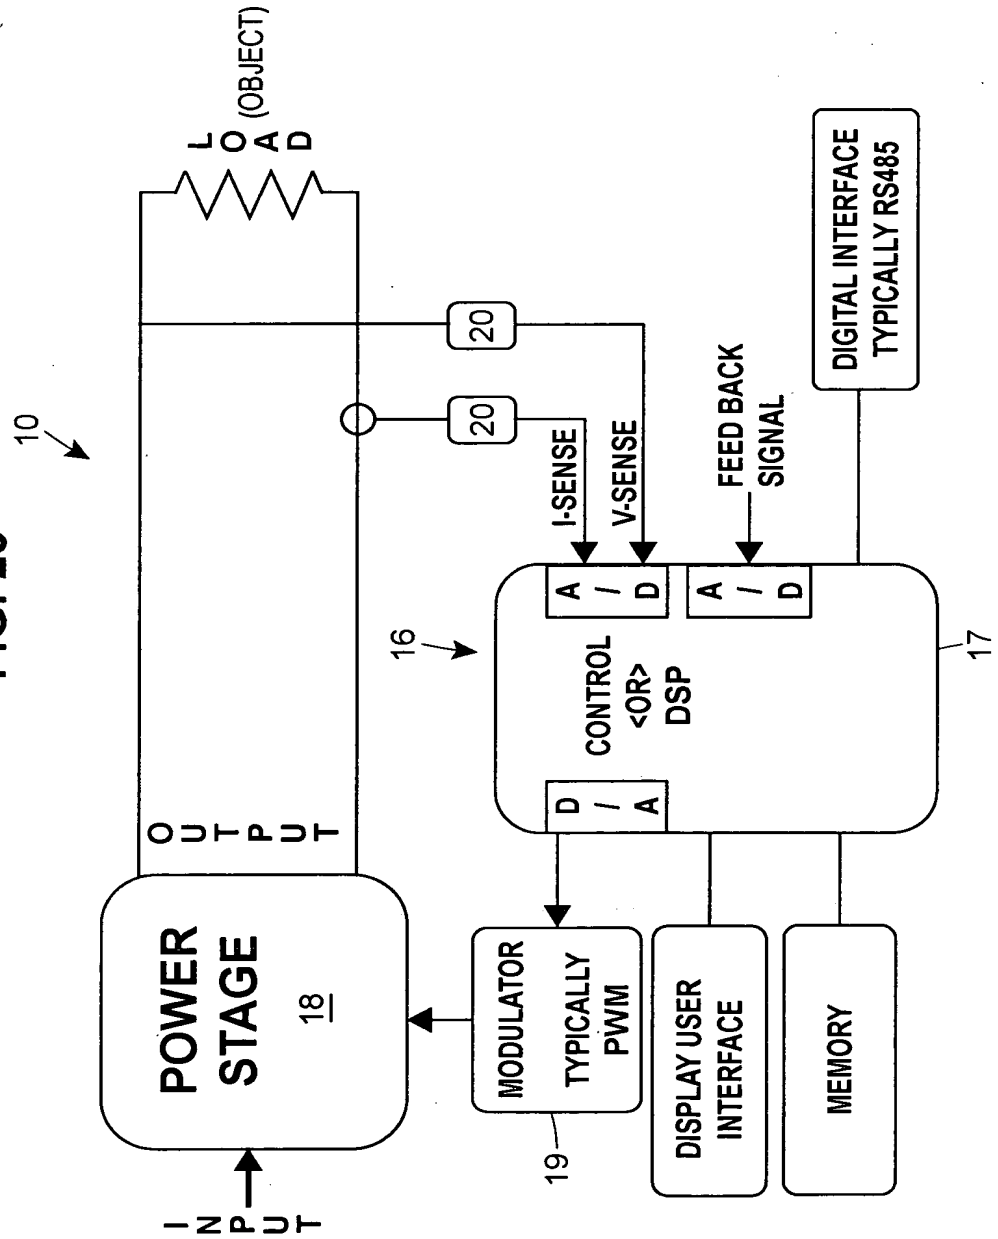 10
INPUT
POWER
STAGE
18
OUTPUT
LOAD
(OBJECT)
20
20
I-SENSE
V-SENSE
16
19
MODULATOR
TYPICALLY
PWM
D/A
CONTROL
<OR>
DSP
A/D
A/D
FEED BACK
SIGNAL
DISPLAY USER
INTERFACE
MEMORY
17
DIGITAL INTERFACE
TYPICALLY RS485